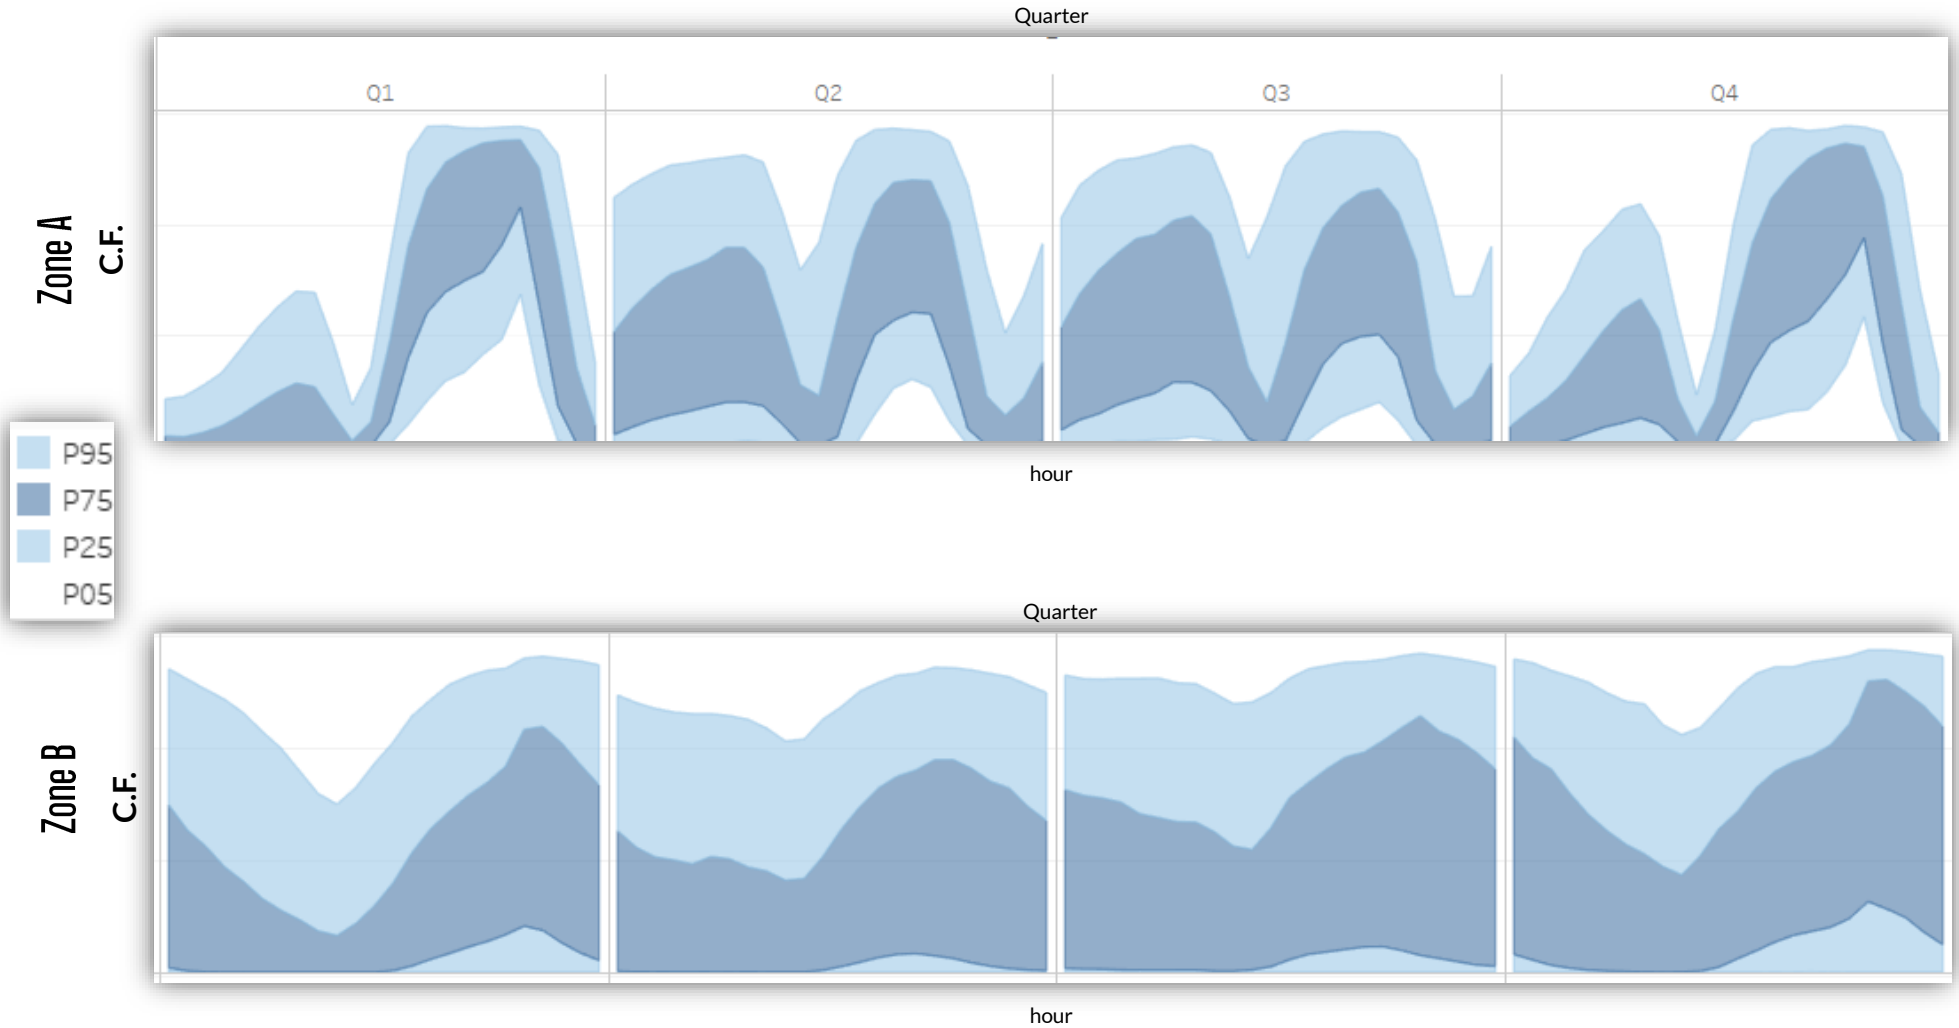 Quarter
Q1 Q2 Q3 Q4
Zone A
C.F.
hour
P95
P75
P25
P05
Quarter
Zone B
C.F.
hour